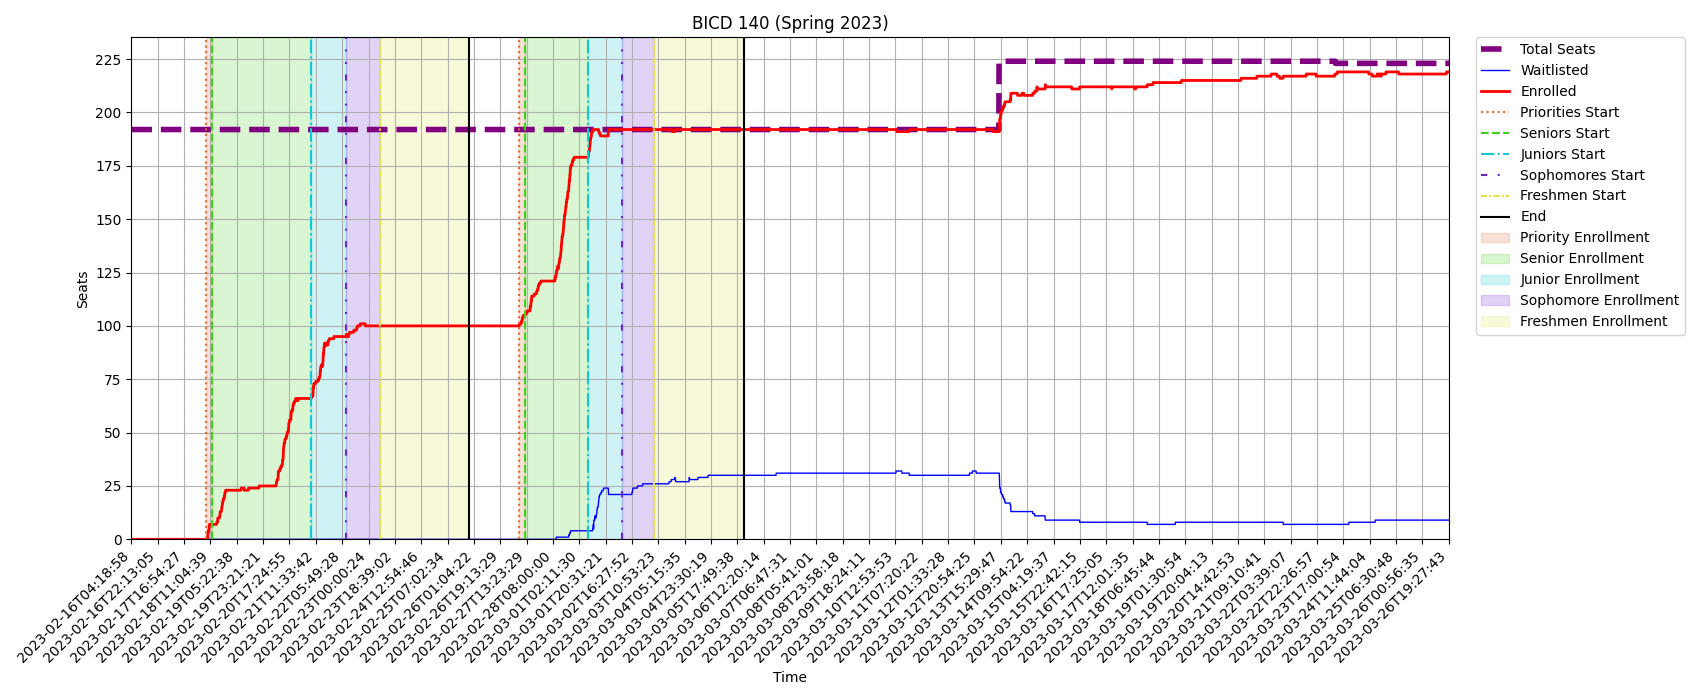 BICD 140 (Spring 2023)
Seats
225
200
175
150
125
100
75
50
25
0
2023-02-16T04:18:58
2023-02-16T22:13:05
2023-02-17T16:54:27
2023-02-18T11:04:39
2023-02-19T05:22:38
2023-02-19T23:21:21
2023-02-20T17:24:55
2023-02-21T11:33:42
2023-02-22T05:49:28
2023-02-23T00:00:24
2023-02-23T18:39:02
2023-02-24T12:54:46
2023-02-25T07:02:34
2023-02-26T01:04:22
2023-02-26T19:13:29
2023-02-27T13:23:29
2023-02-28T08:00:00
2023-03-01T02:11:30
2023-03-01T20:31:21
2023-03-02T16:27:52
2023-03-03T10:53:23
2023-03-04T05:15:35
2023-03-04T23:30:19
2023-03-05T17:49:38
2023-03-06T12:20:14
2023-03-07T06:47:31
2023-03-08T05:41:01
2023-03-08T23:58:18
2023-03-09T18:24:11
2023-03-10T12:53:53
2023-03-11T07:20:22
2023-03-12T01:33:28
2023-03-12T20:54:25
2023-03-13T15:29:47
2023-03-14T09:54:22
2023-03-15T04:19:37
2023-03-15T22:42:15
2023-03-16T17:25:05
2023-03-17T12:01:35
2023-03-18T06:45:44
2023-03-19T01:30:54
2023-03-19T20:04:13
2023-03-20T14:42:53
2023-03-21T09:10:41
2023-03-22T03:39:07
2023-03-22T22:26:57
2023-03-23T17:00:54
2023-03-24T11:44:04
2023-03-25T06:30:48
2023-03-26T00:56:35
2023-03-26T19:27:43
Time
Total Seats
Waitlisted
Enrolled
Priorities Start
Seniors Start
Juniors Start
Sophomores Start
Freshmen Start
End
Priority Enrollment
Senior Enrollment
Junior Enrollment
Sophomore Enrollment
Freshmen Enrollment